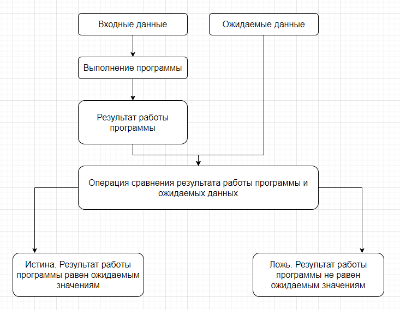 Входные данные
Ожидаемые данные
Выполнение программы
Результат работы
программы
Операция сравнения результата работы программы и
ожидаемых данных
Истина. Результат работы
программы равен ожидаемым
значениям
Ложь. Результат работы
программы не равен
ожидаемым значениям